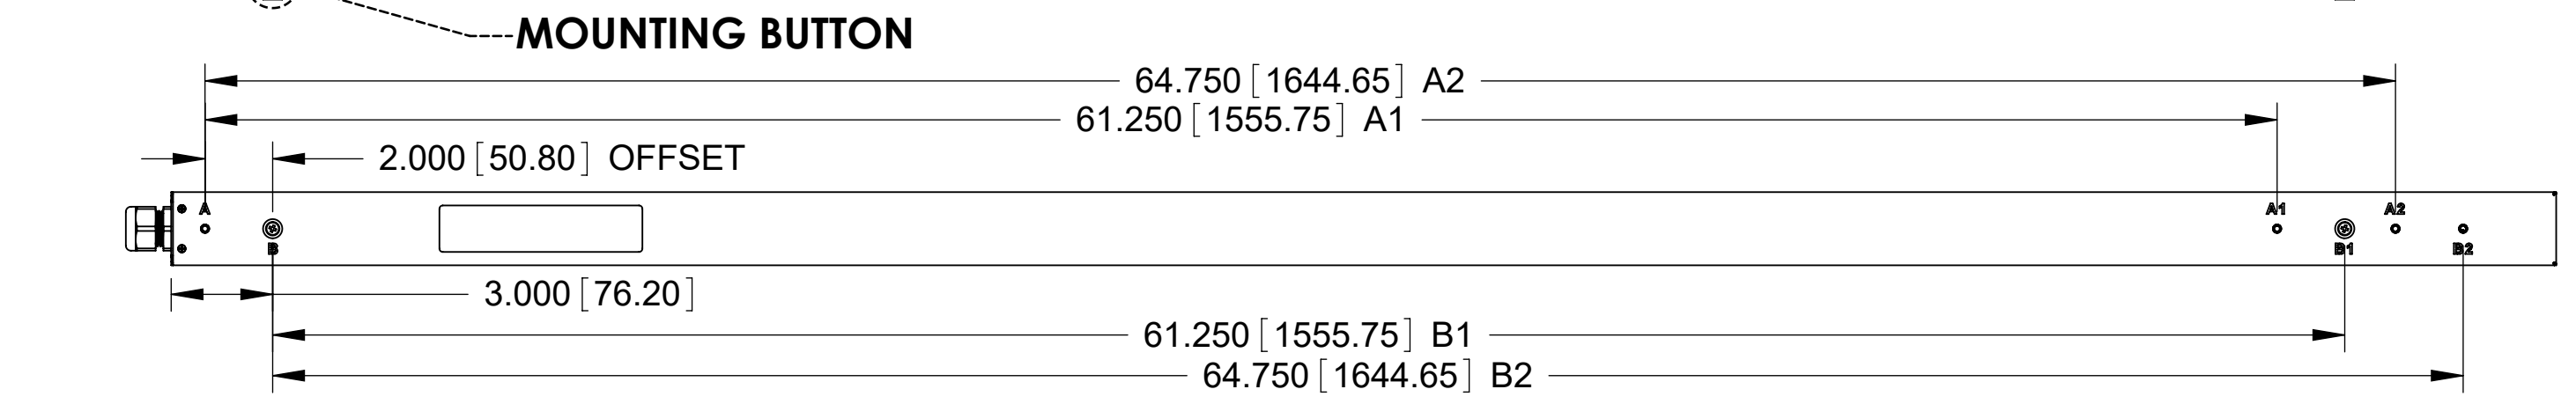 MOUNTING BUTTON
64.750 [1644.65] A2
61.250 [1555.75] A1
2.000 [50.80] OFFSET
A
A1
A2
B
B1
B2
3.000 [76.20]
61.250 [1555.75] B1
64.750 [1644.65] B2